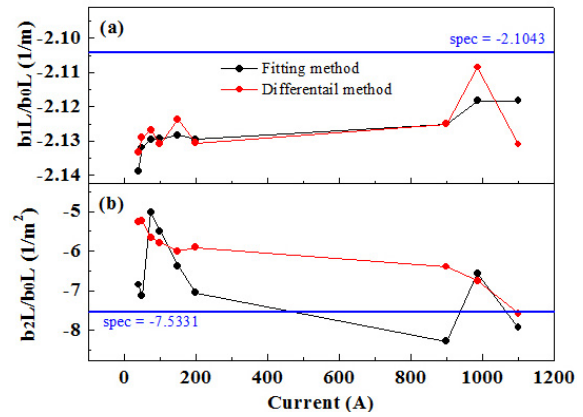 (a)
spec = -2.1043
Fitting method
Differentail method
b1L/b0L (1/m)
-2.10
-2.11
-2.12
-2.13
-2.14
(b)
spec = -7.5331
b2L/b0L (1/m²)
-5
-6
-7
-8
0 200 400 600 800 1000 1200
Current (A)